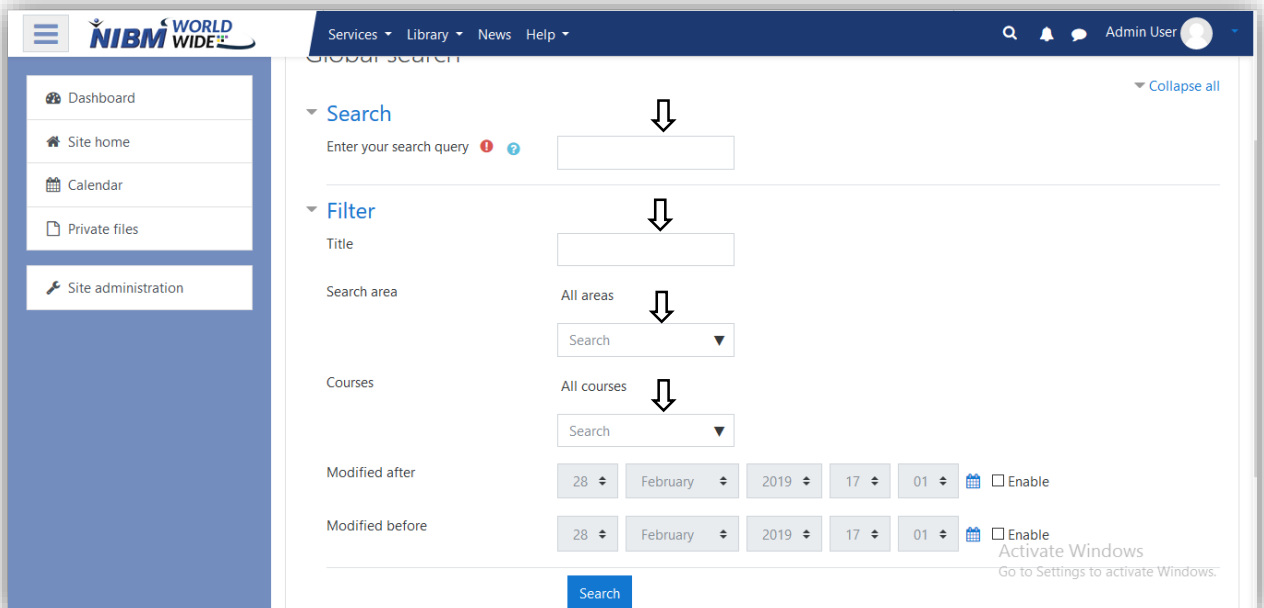 NIBM WORLD WIDE
Services Library News Help Admin User
Global search
Collapse all
Dashboard
Site home
Calendar
Private files
Site administration
Search
Enter your search query ! ?
Filter
Title
Search area All areas
Search
Courses All courses
Search
Modified after 28 February 2019 17 01 Enable
Modified before 28 February 2019 17 01 Enable
Activate Windows
Go to Settings to activate Windows.
Search